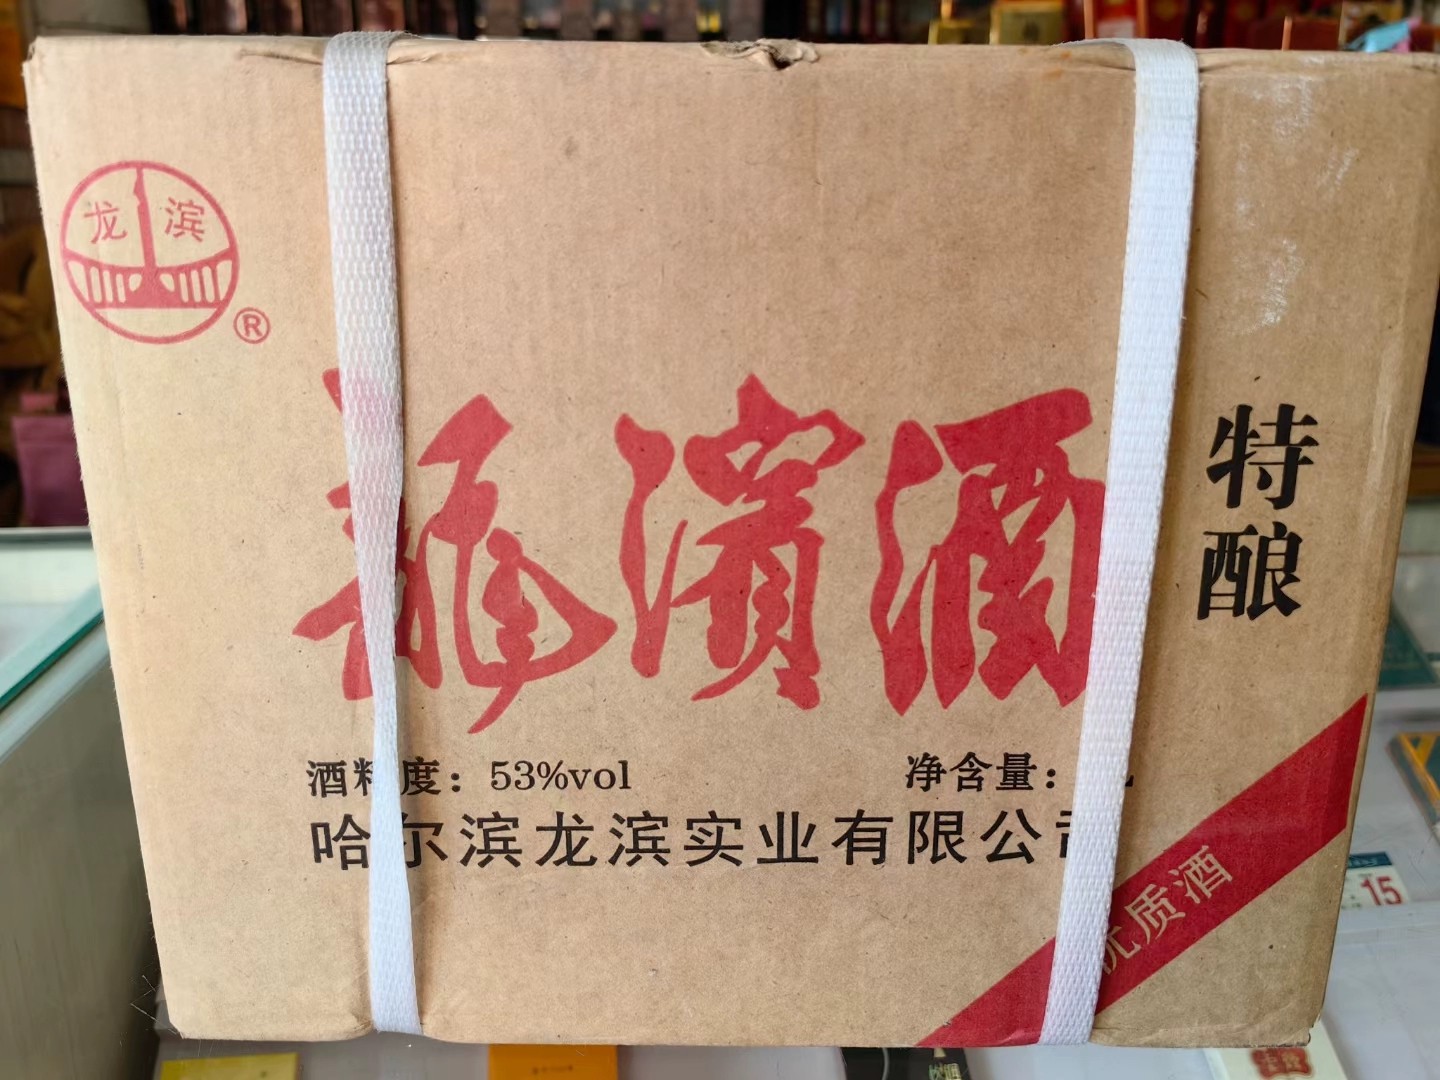 龙滨
®
龍濱酒
特酿
酒精度：53%vol
净含量：
哈尔滨龙滨实业有限公司
优质酒
15